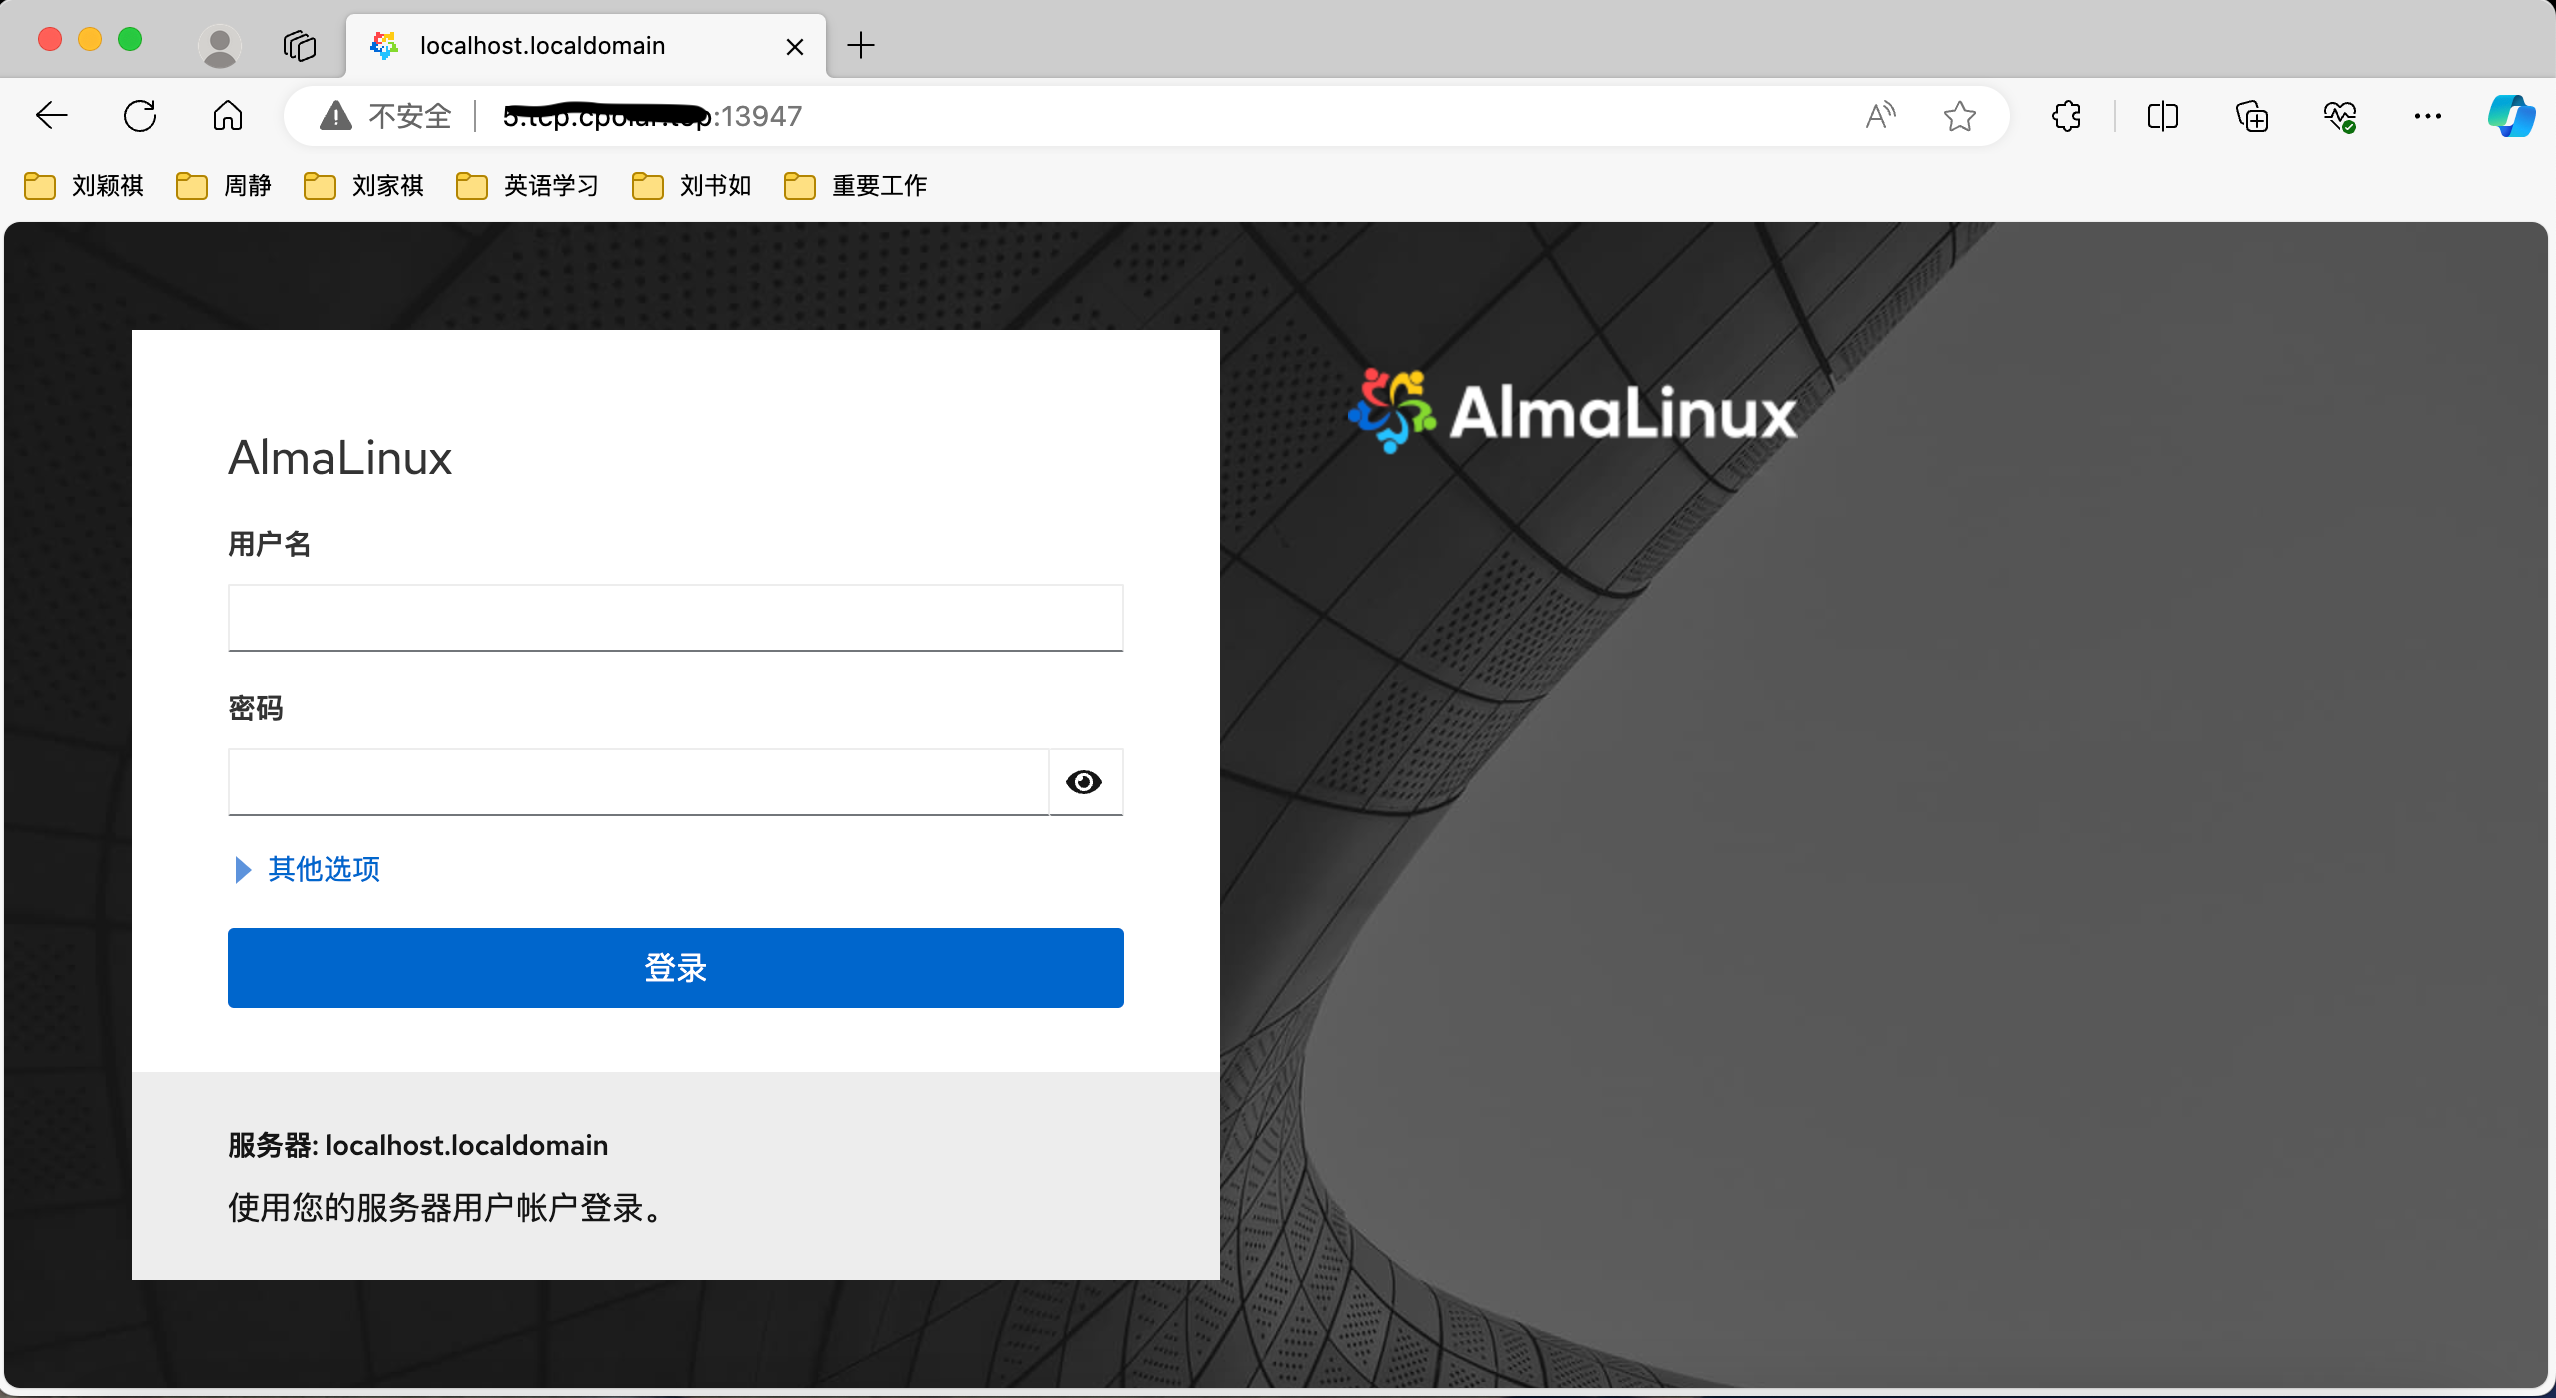 localhost.localdomain
不安全
:13947
刘颖祺 周静 刘家祺 英语学习 刘书如 重要工作
AlmaLinux
用户名
密码
其他选项
登录
服务器: localhost.localdomain
使用您的服务器用户帐户登录。
AlmaLinux